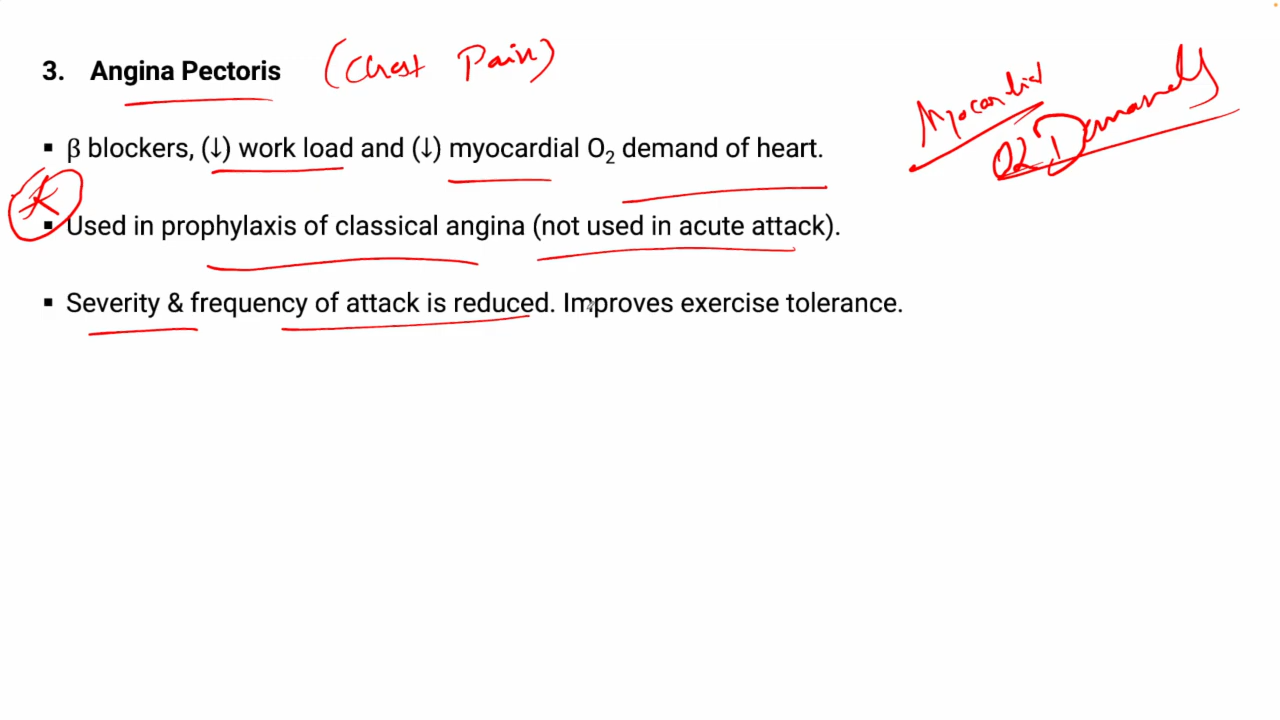 3. Angina Pectoris (Chest Pain)
Myocardial
O2 Demand
▪ β blockers, (↓) work load and (↓) myocardial O₂ demand of heart.
▪ Used in prophylaxis of classical angina (not used in acute attack).
▪ Severity & frequency of attack is reduced. Improves exercise tolerance.